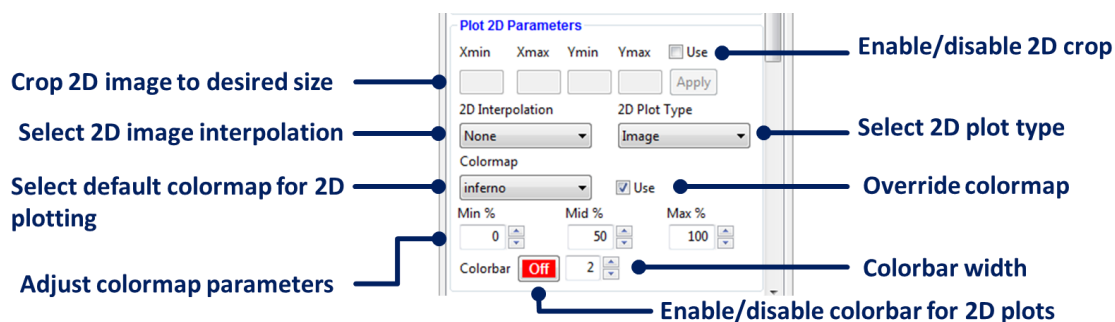 Plot 2D Parameters
Xmin Xmax Ymin Ymax Use
Enable/disable 2D crop
Crop 2D image to desired size
Apply
2D Interpolation 2D Plot Type
Select 2D image interpolation
None Image
Select 2D plot type
Colormap
Select default colormap for 2D
plotting
inferno Use
Override colormap
Min % Mid % Max %
0 50 100
Adjust colormap parameters
Colorbar Off 2
Colorbar width
Enable/disable colorbar for 2D plots